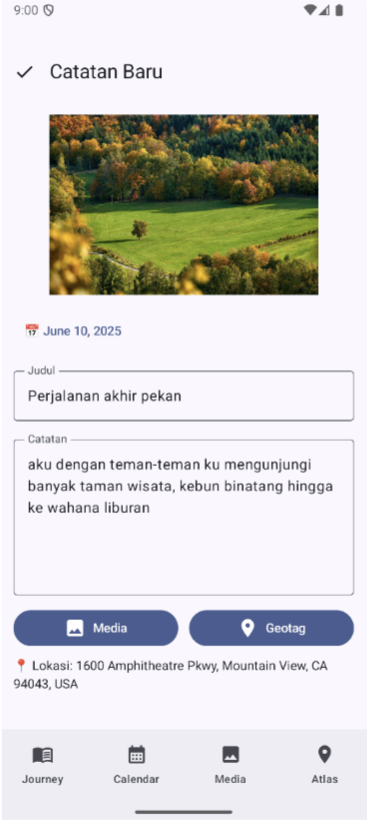 9:00
Catatan Baru
📅 June 10, 2025
Judul
Perjalanan akhir pekan
Catatan
aku dengan teman-teman ku mengunjungi
banyak taman wisata, kebun binatang hingga
ke wahana liburan
Media
Geotag
📍 Lokasi: 1600 Amphitheatre Pkwy, Mountain View, CA
94043, USA
Journey
Calendar
Media
Atlas